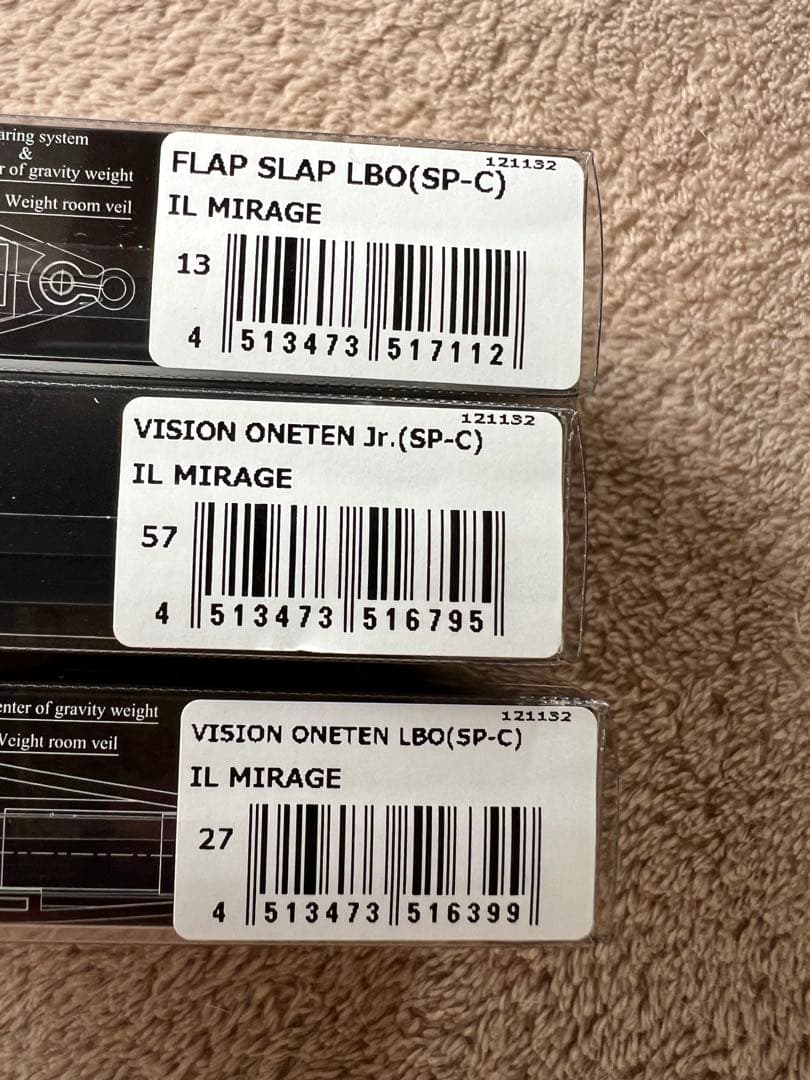 aring system
&
r of gravity weight
Weight room veil
121132
FLAP SLAP LBO(SP-C)
IL MIRAGE
13
4 513473 517112
121132
VISION ONETEN Jr.(SP-C)
IL MIRAGE
57
4 513473 516795
enter of gravity weight
Weight room veil
121132
VISION ONETEN LBO(SP-C)
IL MIRAGE
27
4 513473 516399